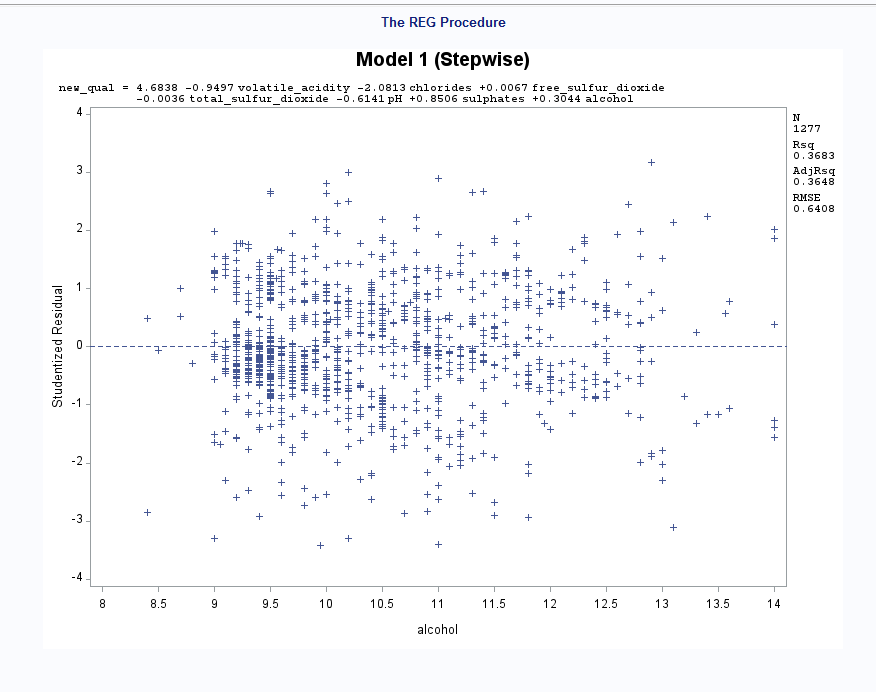 The REG Procedure
Model 1 (Stepwise)
new_qual = 4.6838 -0.9497 volatile_acidity -2.0813 chlorides +0.0067 free_sulfur_dioxide
-0.0036 total_sulfur_dioxide -0.6141 pH +0.8506 sulphates +0.3044 alcohol
N
1277
Rsq
0.3683
AdjRsq
0.3648
RMSE
0.6408
Studentized Residual
4
3
2
1
0
-1
-2
-3
-4
8 8.5 9 9.5 10 10.5 11 11.5 12 12.5 13 13.5 14
alcohol